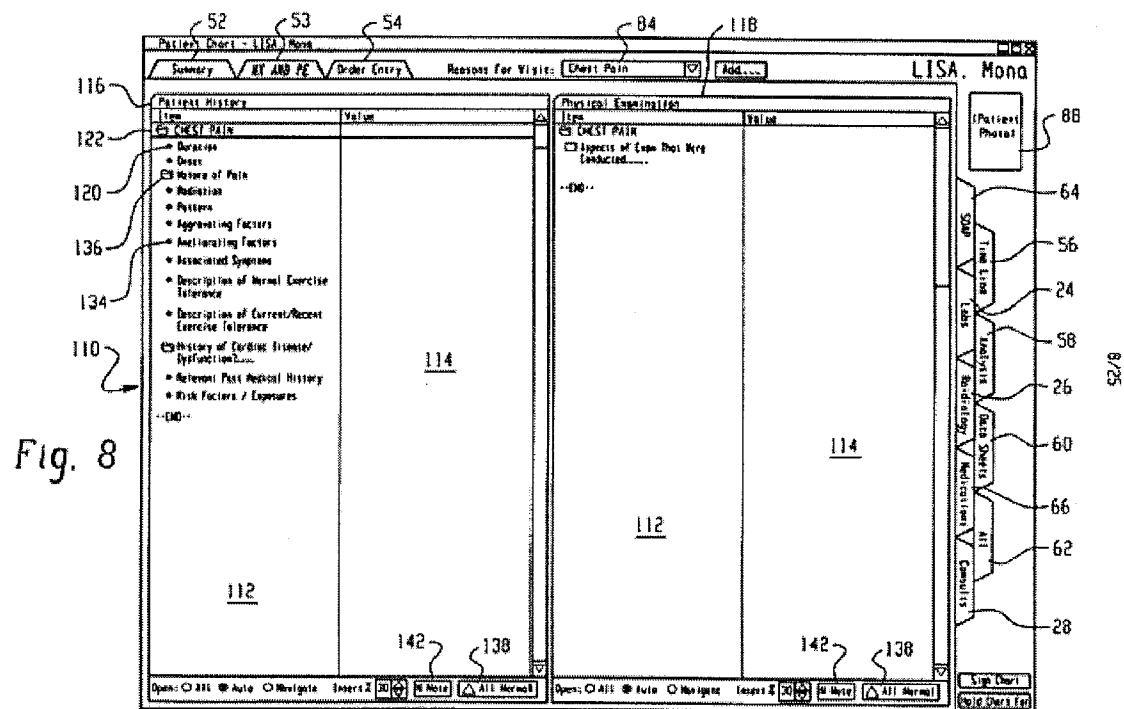 52 53 54 84 118
Patient Chart - LISA, Mona
Summary HX AND PE Order Entry Reasons For Visit: Chest Pain Add.... LISA. Mona
116 Patient History Physical Examination
Item Value Item Value
(Patient Photo) 88
122 CHEST PAIN CHEST PAIN
120 Duration
Onset
136 Nature of Pain
Radiation
Pattern
Aggravating Factors
134 Ameliorating Factors
Associated Symptoms
Description of Normal Exercise
Tolerance
Description of Current/Recent
Exercise Tolerance
History of Cardiac Disease/
Dysfunction?.....
Relevant Past Medical History
Risk Factors / Exposures
--END--
Aspects of Exam That Were
Conducted.......
--END--
110
114 114
112 112
Fig. 8
SOAP
Labs
Radiology
Medications
Consults
Time Line
Analysis
Data Sheets
All
64
56
24
58
26
60
66
62
28
8/25
142 138 142 138
Open: All Auto Navigate Insert % 30 N Note All Normal
Open: All Auto Navigate Insert % 30 N Note All Normal
Sign Chart
Hold Chart For